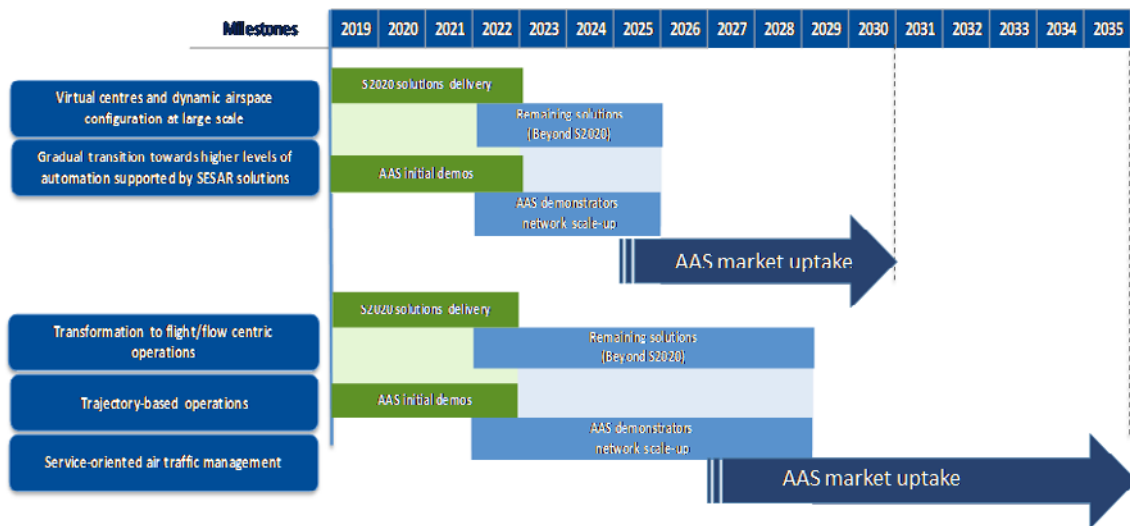 Milestones 2019 2020 2021 2022 2023 2024 2025 2026 2027 2028 2029 2030 2031 2032 2033 2034 2035
S2020 solutions delivery
Virtual centres and dynamic airspace
configuration at large scale
Remaining solutions
(Beyond S2020)
Gradual transition towards higher levels of
automation supported by SESAR solutions
AAS initial demos
AAS demonstrators
network scale-up
AAS market uptake
S2020 solutions delivery
Transformation to flight/flow centric
operations
Remaining solutions
(Beyond S2020)
Trajectory-based operations
AAS initial demos
AAS demonstrators
network scale-up
Service-oriented air traffic management
AAS market uptake